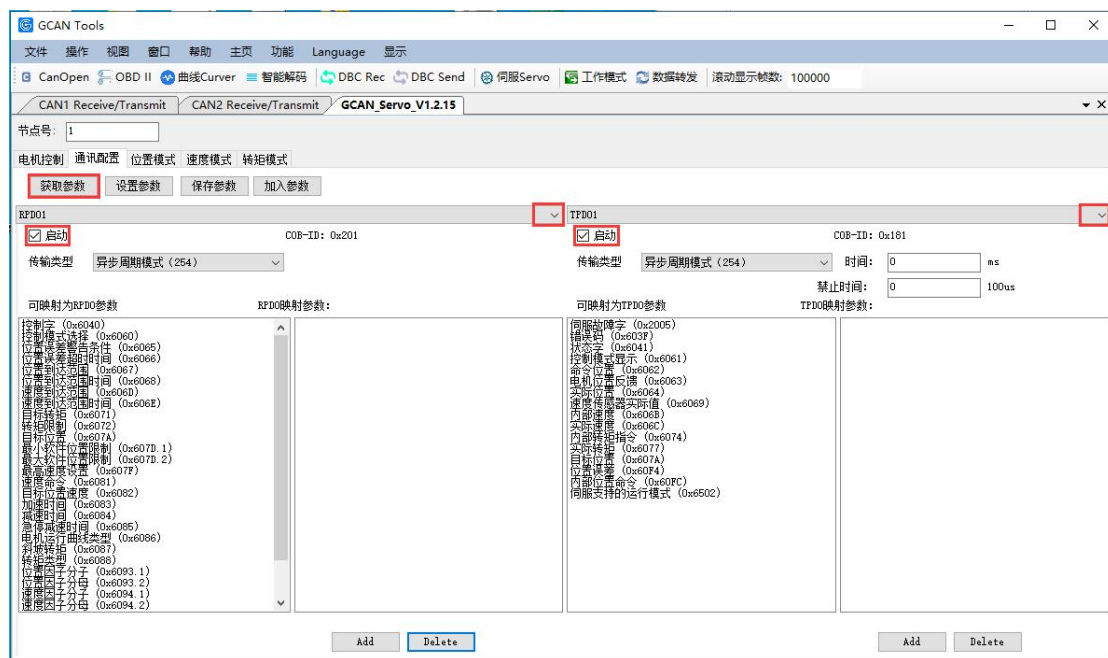 GCAN Tools
文件 操作 视图 窗口 帮助 主页 功能 Language 显示
CanOpen OBD II 曲线Curver 智能解码 DBC Rec DBC Send 伺服Servo 工作模式 数据转发 滚动显示帧数: 100000
CAN1 Receive/Transmit CAN2 Receive/Transmit GCAN_Servo_V1.2.15
节点号: 1
电机控制 通讯配置 位置模式 速度模式 转矩模式
获取参数 设置参数 保存参数 加入参数
RPDO1 TPDO1
启动 COB-ID: 0x201 启动 COB-ID: 0x181
传输类型 异步周期模式 (254) 传输类型 异步周期模式 (254) 时间: 0 ms
禁止时间: 0 100us
可映射为RPDO参数 RPDO映射参数: 可映射为TPDO参数 TPDO映射参数:
控制字 (0x6040)
控制模式选择 (0x6060)
位置误差警告条件 (0x6065)
位置误差超时时间 (0x6066)
位置到达范围 (0x6067)
位置到达范围时间 (0x6068)
速度到达范围 (0x606D)
速度到达范围时间 (0x606E)
目标转矩 (0x6071)
转矩限制 (0x6072)
目标位置 (0x607A)
最小软件位置限制 (0x607D.1)
最大软件位置限制 (0x607D.2)
最高速度设置 (0x607F)
速度命令 (0x6081)
目标位置速度 (0x6082)
加速时间 (0x6083)
减速时间 (0x6084)
急停减速时间 (0x6085)
电机运行曲线类型 (0x6086)
斜坡转矩 (0x6087)
转矩类型 (0x6088)
位置因子分子 (0x6093.1)
位置因子分母 (0x6093.2)
速度因子分子 (0x6094.1)
速度因子分母 (0x6094.2)
伺服故障字 (0x2005)
错误码 (0x603F)
状态字 (0x6041)
控制模式显示 (0x6061)
命令位置 (0x6062)
电机位置反馈 (0x6063)
实际位置 (0x6064)
速度传感器实际值 (0x6069)
内部速度 (0x606B)
实际速度 (0x606C)
内部转矩指令 (0x6074)
实际转矩 (0x6077)
目标位置 (0x607A)
位置误差 (0x60F4)
内部位置命令 (0x60FC)
伺服支持的运行模式 (0x6502)
Add Delete Add Delete